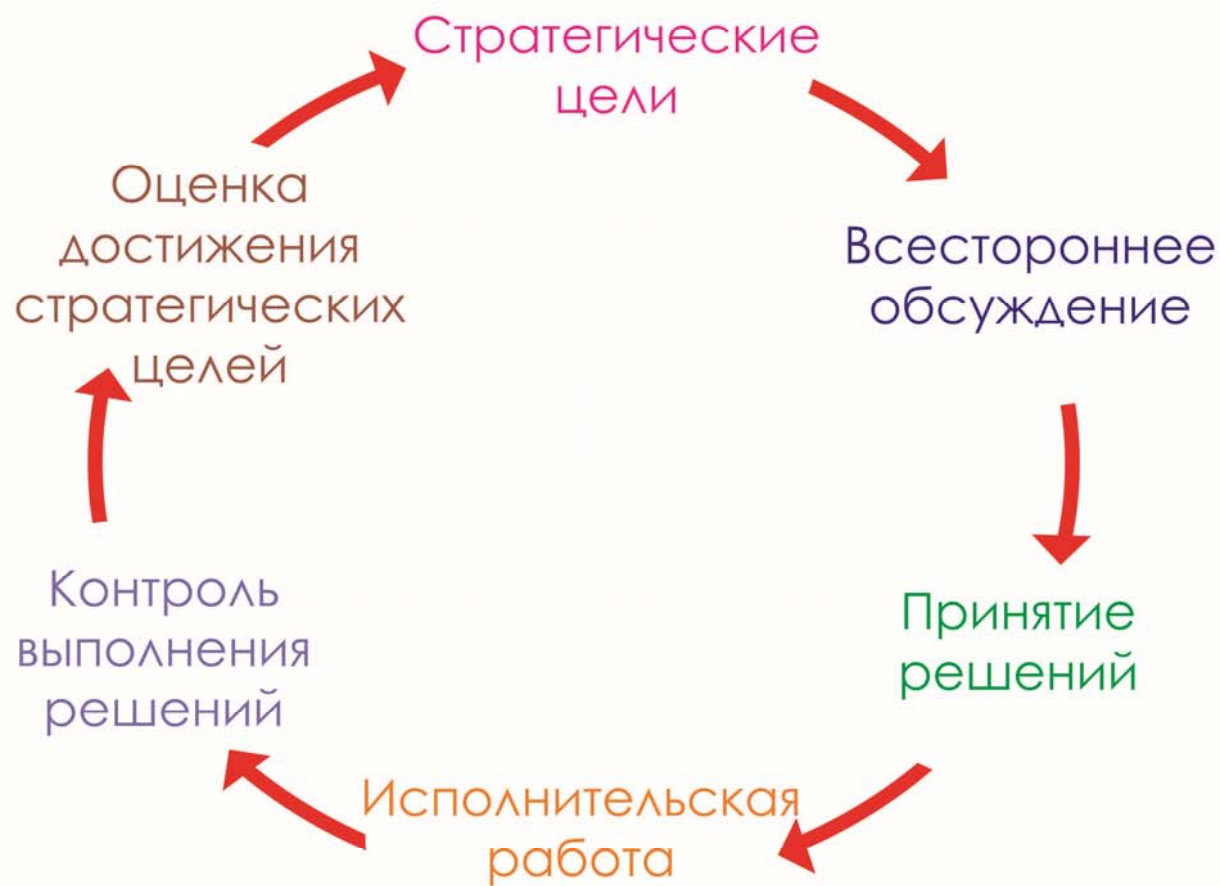 Стратегические
цели
Всестороннее
обсуждение
Принятие
решений
Исполнительская
работа
Контроль
выполнения
решений
Оценка
достижения
стратегических
целей